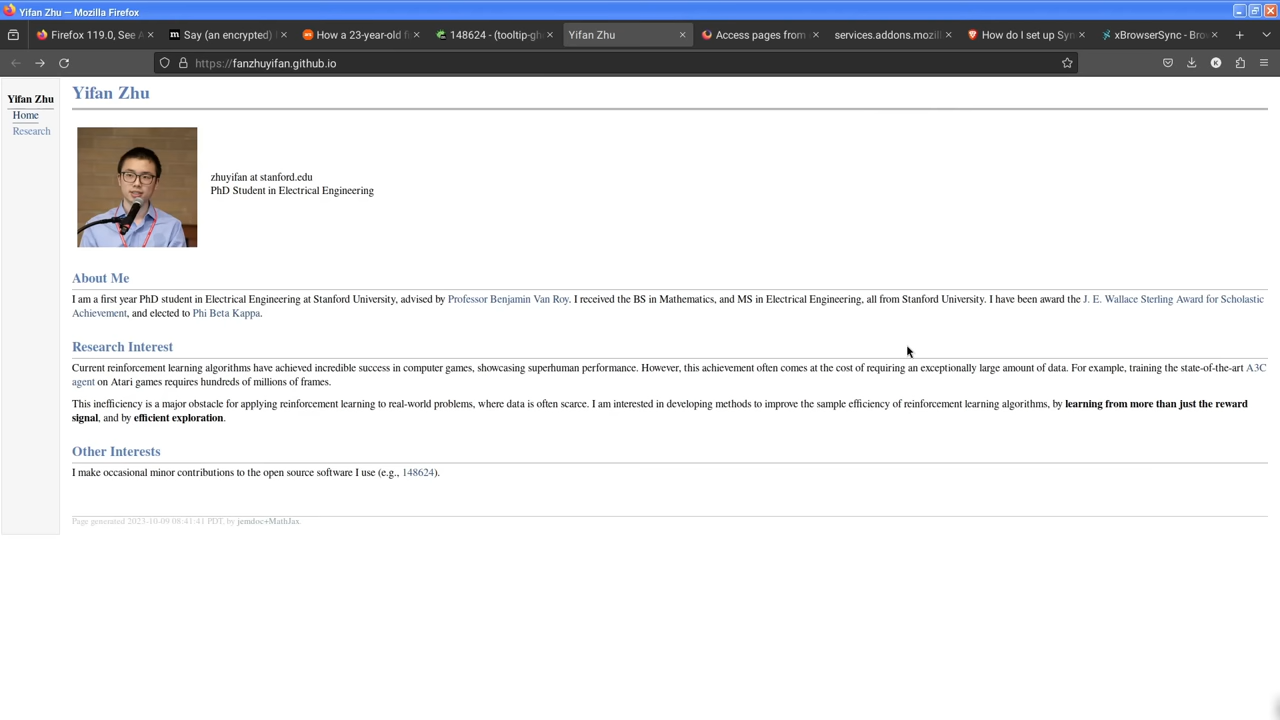 Yifan Zhu — Mozilla Firefox
Firefox 119.0, See A
Say (an encrypted)
How a 23-year-old f
148624 - (tooltip-gh
Yifan Zhu
Access pages from
services.addons.mozill
How do I set up Syn
xBrowserSync - Brow
https://fanzhuyifan.github.io
Yifan Zhu
Home
Research
Yifan Zhu
zhuyifan at stanford.edu
PhD Student in Electrical Engineering
About Me
I am a first year PhD student in Electrical Engineering at Stanford University, advised by Professor Benjamin Van Roy. I received the BS in Mathematics, and MS in Electrical Engineering, all from Stanford University. I have been award the J. E. Wallace Sterling Award for Scholastic
Achievement, and elected to Phi Beta Kappa.
Research Interest
Current reinforcement learning algorithms have achieved incredible success in computer games, showcasing superhuman performance. However, this achievement often comes at the cost of requiring an exceptionally large amount of data. For example, training the state-of-the-art A3C
agent on Atari games requires hundreds of millions of frames.
This inefficiency is a major obstacle for applying reinforcement learning to real-world problems, where data is often scarce. I am interested in developing methods to improve the sample efficiency of reinforcement learning algorithms, by learning from more than just the reward
signal, and by efficient exploration.
Other Interests
I make occasional minor contributions to the open source software I use (e.g., 148624).
Page generated 2023-10-09 08:41:41 PDT, by jemdoc+MathJax.